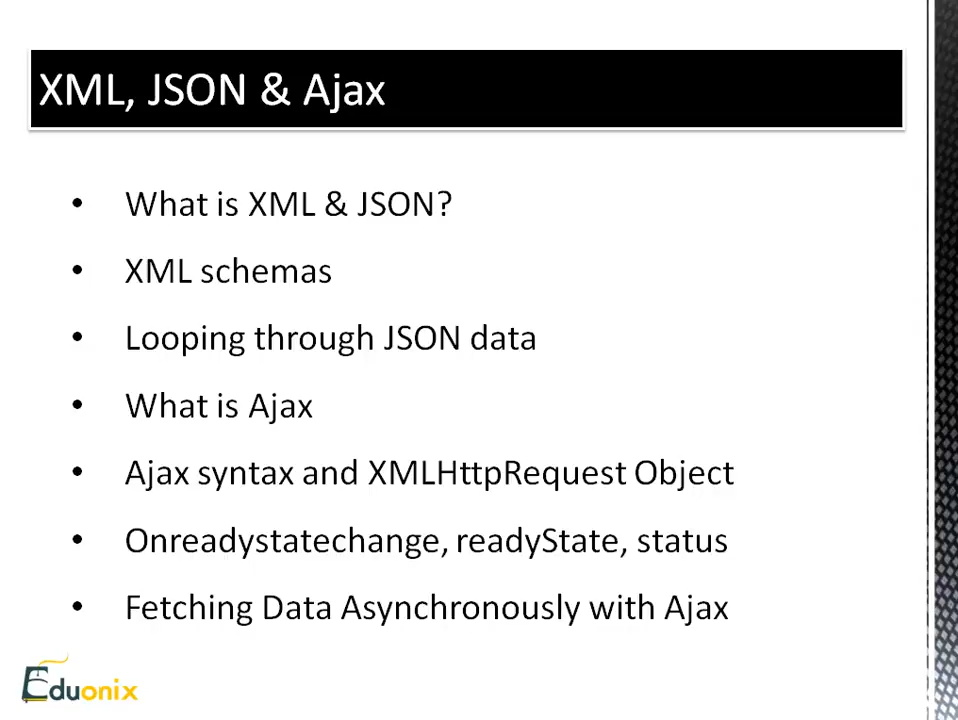 XML, JSON & Ajax
• What is XML & JSON?
• XML schemas
• Looping through JSON data
• What is Ajax
• Ajax syntax and XMLHttpRequest Object
• Onreadystatechange, readyState, status
• Fetching Data Asynchronously with Ajax
Eduonix